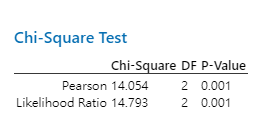 Chi-Square Test
Chi-Square DF P-Value
Pearson 14.054 2 0.001
Likelihood Ratio 14.793 2 0.001